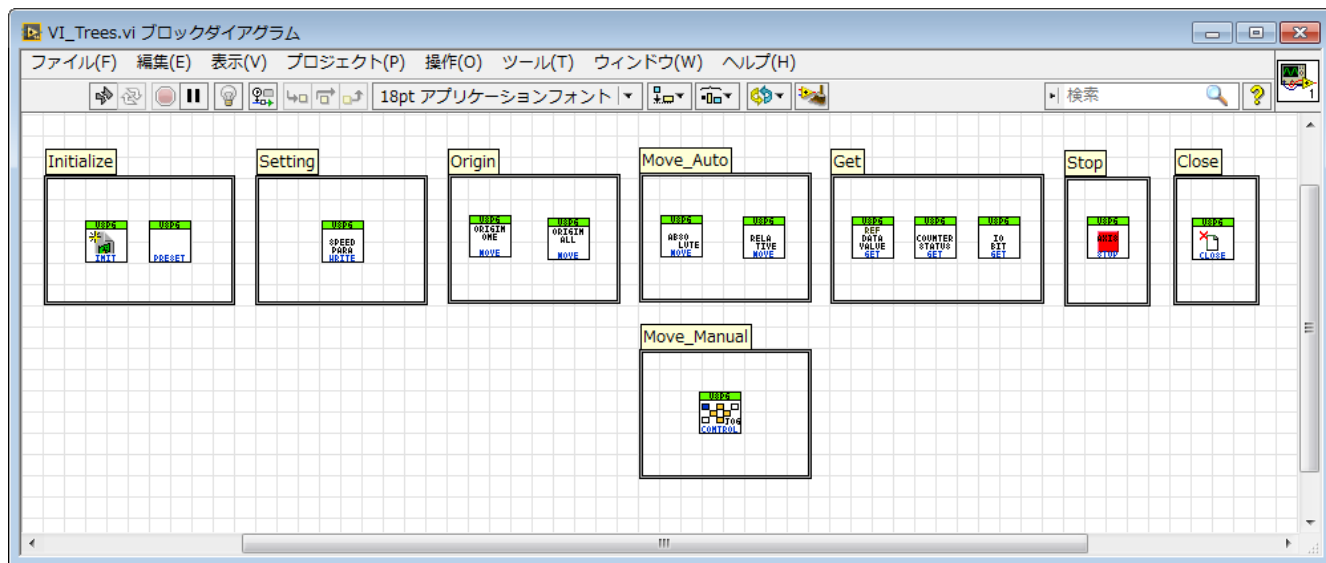 VI_Trees.vi ブロックダイアグラム
ファイル(F) 編集(E) 表示(V) プロジェクト(P) 操作(O) ツール(T) ウィンドウ(W) ヘルプ(H)
18pt アプリケーションフォント
検索
1
Initialize
USPG
INIT
USPG
PRESET
Setting
USPG
SPEED
PARA
WRITE
Origin
USPG
ORIGIN
ONE
MOVE
USPG
ORIGIN
ALL
MOVE
Move_Auto
USPG
ABSO
LUTE
MOVE
USPG
RELA
TIVE
MOVE
Get
USPG
REF
DATA
VALUE
GET
USPG
COUNTER
STATUS
GET
USPG
IO
BIT
GET
Stop
USPG
AXIS
STOP
Close
USPG
CLOSE
Move_Manual
USPG
JOG
CONTROL